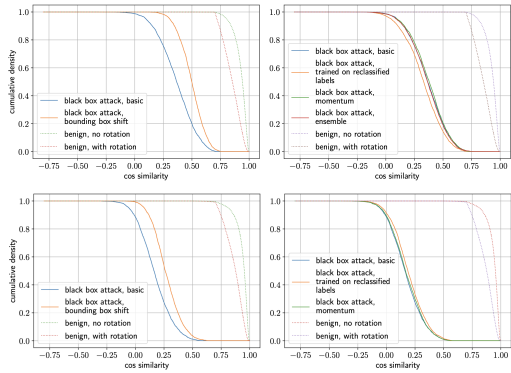 cumulative density
1.0
0.8
0.6
0.4
0.2
0.0
black box attack, basic
black box attack,
bounding box shift
benign, no rotation
benign, with rotation
−0.75 −0.50 −0.25 0.00 0.25 0.50 0.75 1.00
cos similarity
1.0
0.8
0.6
0.4
0.2
0.0
black box attack, basic
black box attack,
trained on reclassified
labels
black box attack,
momentum
black box attack,
ensemble
benign, no rotation
benign, with rotation
−0.75 −0.50 −0.25 0.00 0.25 0.50 0.75 1.00
cos similarity
cumulative density
1.0
0.8
0.6
0.4
0.2
0.0
black box attack, basic
black box attack,
bounding box shift
benign, no rotation
benign, with rotation
−0.75 −0.50 −0.25 0.00 0.25 0.50 0.75 1.00
cos similarity
1.0
0.8
0.6
0.4
0.2
0.0
black box attack, basic
black box attack,
trained on reclassified
labels
black box attack,
momentum
benign, no rotation
benign, with rotation
−0.75 −0.50 −0.25 0.00 0.25 0.50 0.75 1.00
cos similarity